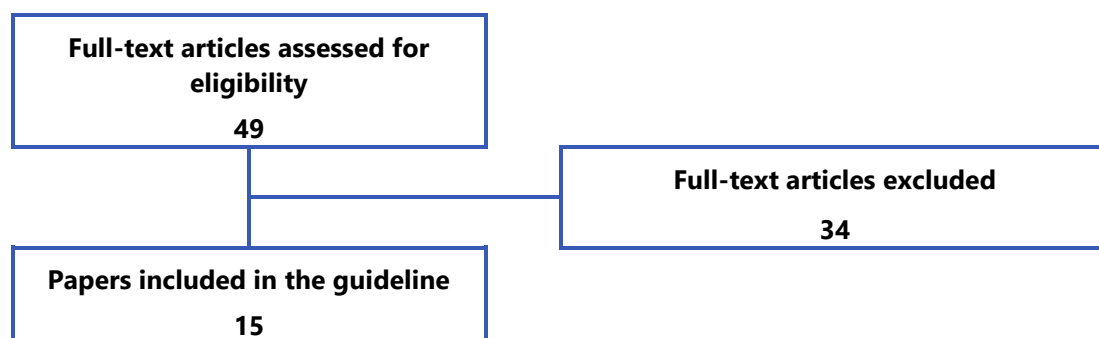 Full-text articles assessed for
eligibility
49
Full-text articles excluded
34
Papers included in the guideline
15